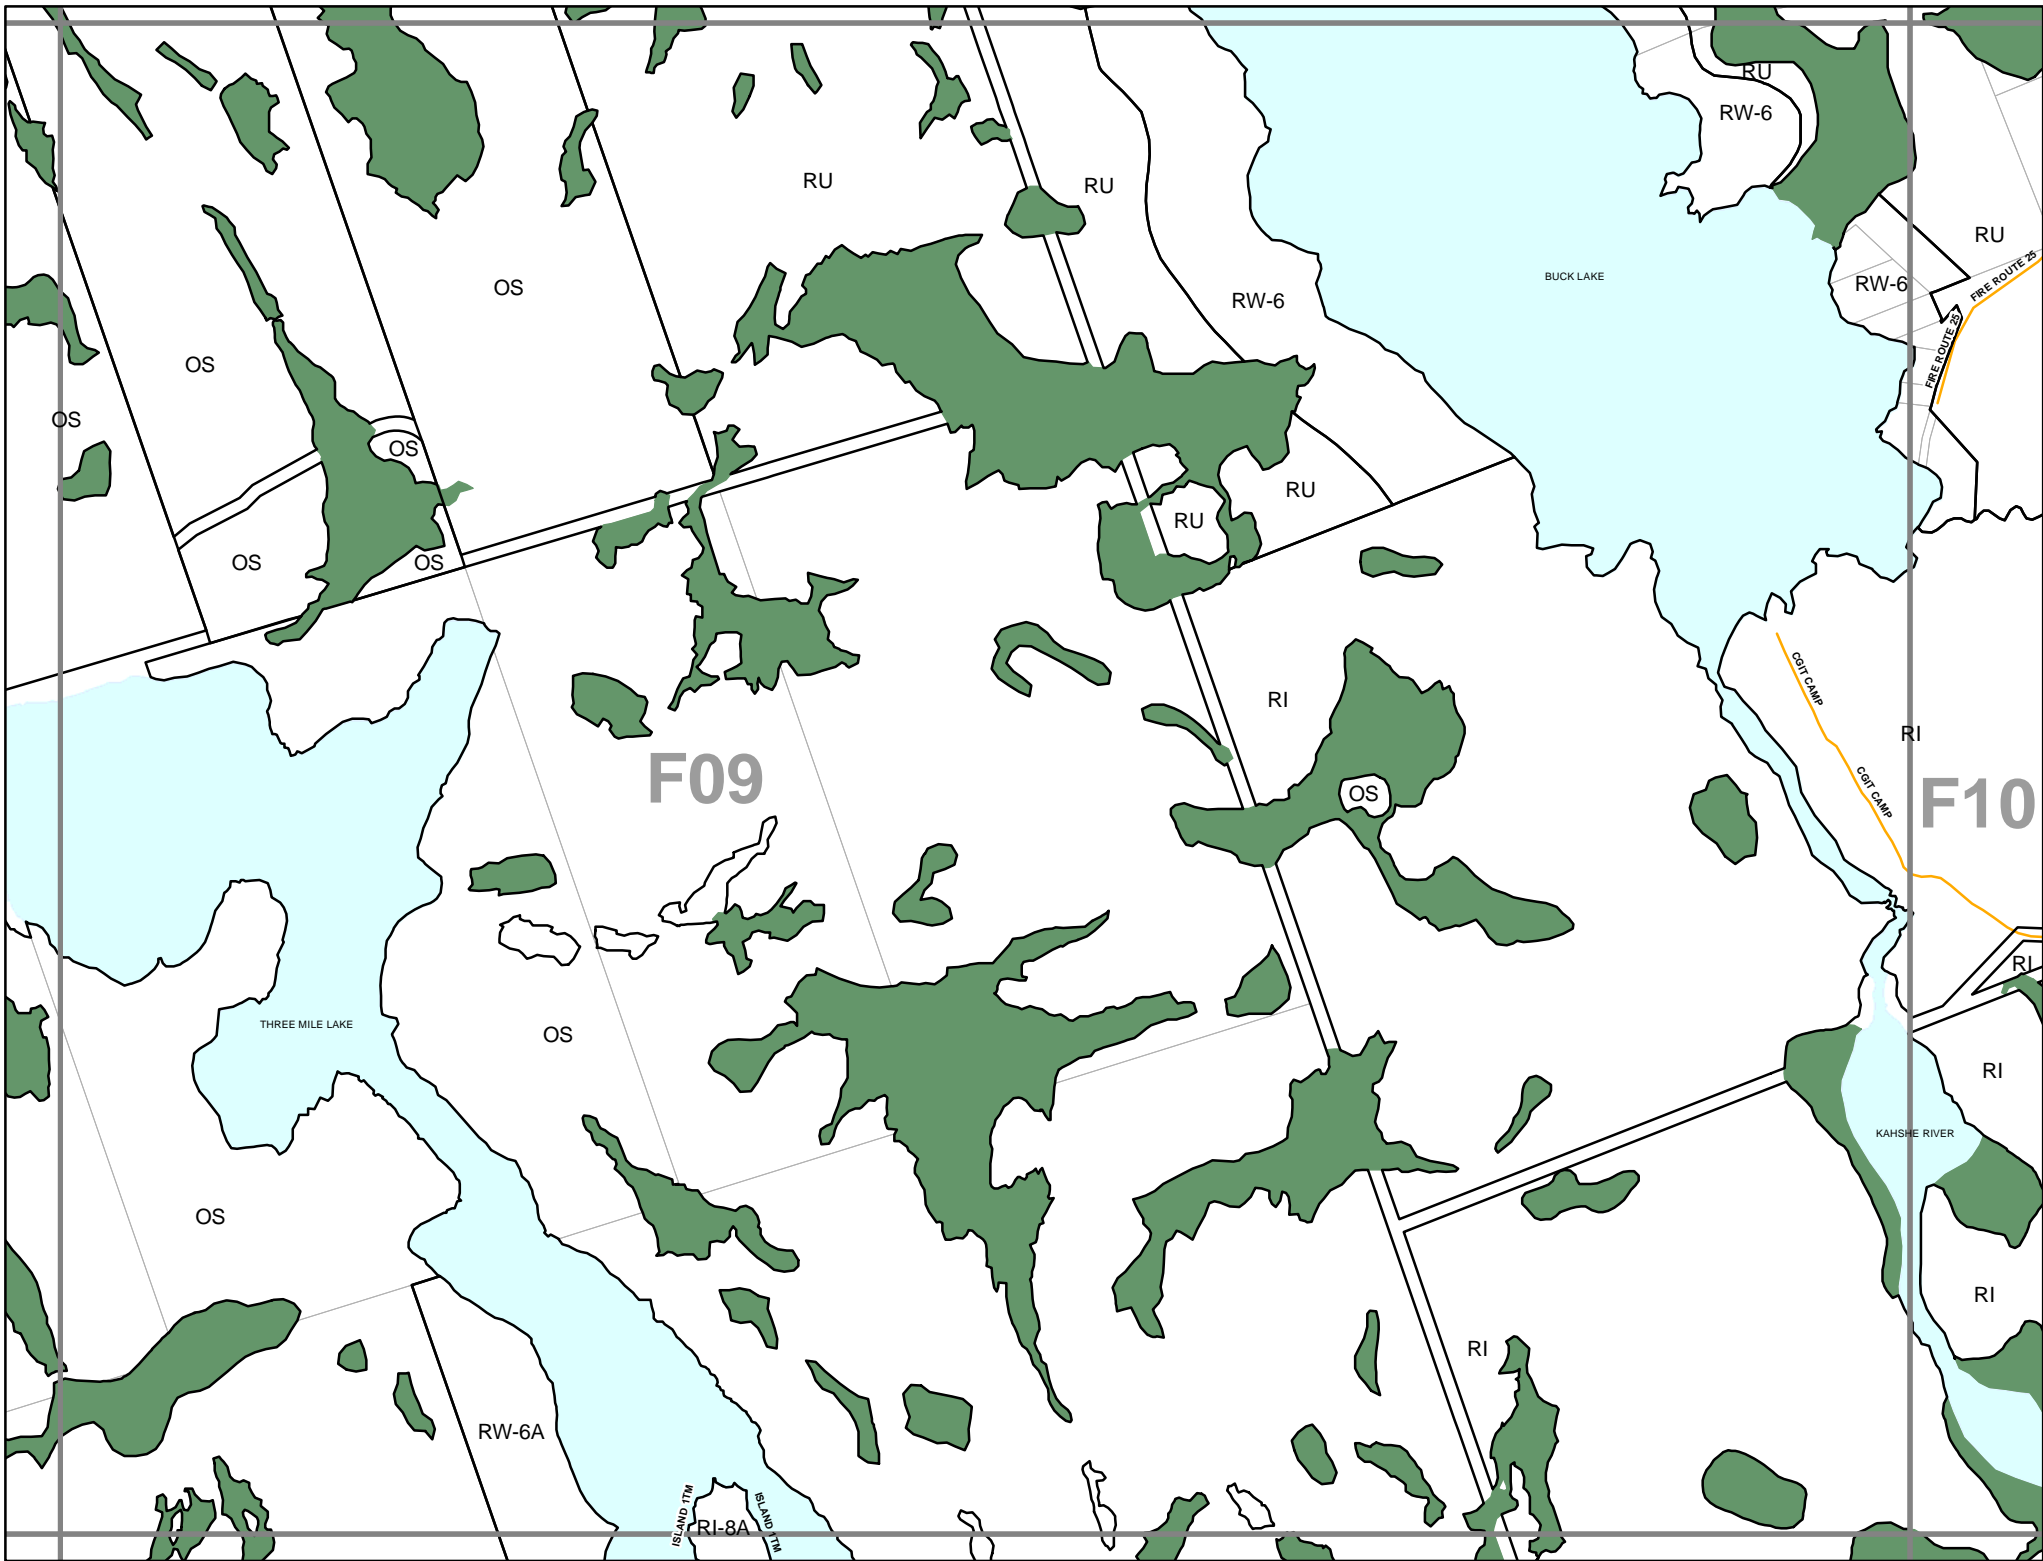 RU
RW-6
RU
RU
RU
BUCK LAKE
RW-6
OS
RW-6
FIRE ROUTE 25
FIRE ROUTE 25
OS
OS
OS
RU
RU
OS
OS
CGIT CAMP
RI
RI
F09
CGIT CAMP
F10
OS
RI
THREE MILE LAKE
OS
RI
KAHSHE RIVER
OS
RI
RI
RW-6A
ISLAND 1TM
RI-8A
ISLAND 1TM